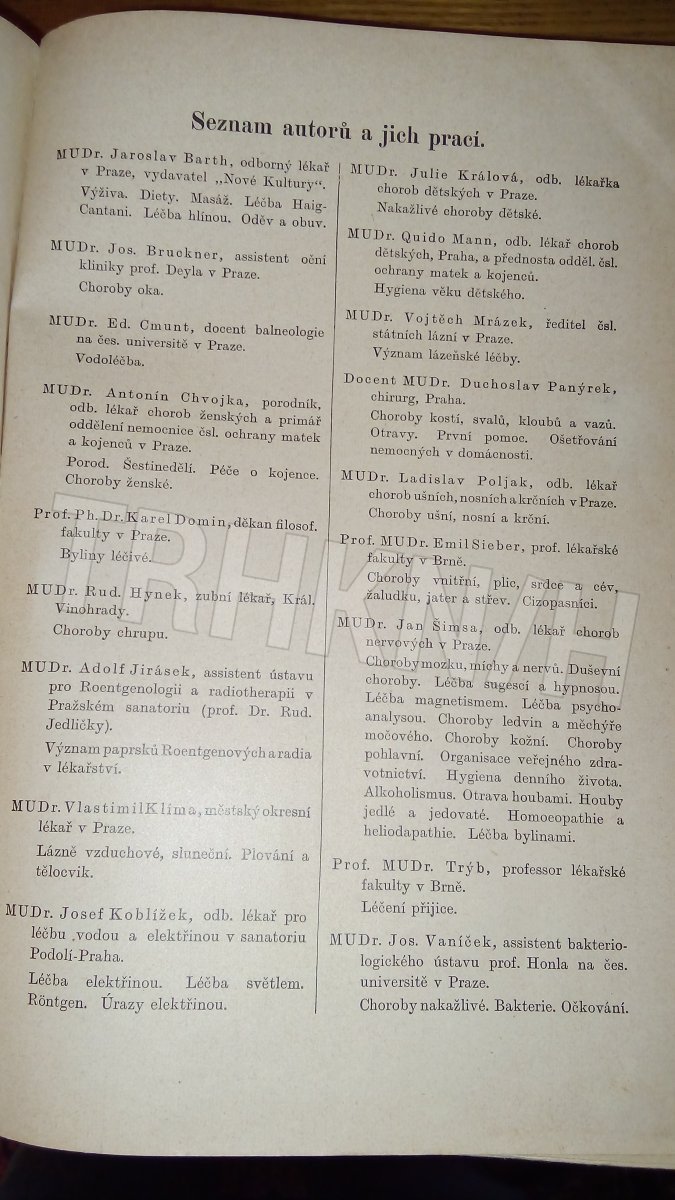 Seznam autorů a jich prací.
MUDr. Jaroslav Barth, odborný lékař
v Praze, vydavatel „Nové Kultury“.
Výživa. Diety. Masáž. Léčba Haig-
Cantani. Léčba hlínou. Oděv a obuv.
MUDr. Jos. Bruckner, assistent oční
kliniky prof. Deyla v Praze.
Choroby oka.
MUDr. Ed. Cmunt, docent balneologie
na čes. universitě v Praze.
Vodoléčba.
MUDr. Antonín Chvojka, porodník,
odb. lékař chorob ženských a primář
oddělení nemocnice čsl. ochrany matek
a kojenců v Praze.
Porod. Šestinedělí. Péče o kojence.
Choroby ženské.
Prof. Ph. Dr. Karel Domin, děkan filosof.
fakulty v Praze.
Byliny léčivé.
MUDr. Rud. Hynek, zubní lékař, Král.
Vinohrady.
Choroby chrupu.
MUDr. Adolf Jirásek, assistent ústavu
pro Roentgenologii a radiotherapii v
Pražském sanatoriu (prof. Dr. Rud.
Jedličky).
Význam paprsků Roentgenových a radia
v lékařství.
MUDr. Vlastimil Klíma, městský okresní
lékař v Praze.
Lázně vzduchové, sluneční. Plování a
tělocvik.
MUDr. Josef Koblížek, odb. lékař pro
léčbu vodou a elektřinou v sanatoriu
Podolí-Praha.
Léčba elektřinou. Léčba světlem.
Röntgen. Úrazy elektřinou.
MUDr. Julie Králová, odb. lékařka
chorob dětských v Praze.
Nakažlivé choroby dětské.
MUDr. Quido Mann, odb. lékař chorob
dětských, Praha, a přednosta odděl. čsl.
ochrany matek a kojenců.
Hygiena věku dětského.
MUDr. Vojtěch Mrázek, ředitel čsl.
státních lázní v Praze.
Význam lázeňské léčby.
Docent MUDr. Duchoslav Panýrek,
chirurg, Praha.
Choroby kostí, svalů, kloubů a vazů.
Otravy. První pomoc. Ošetřování
nemocných v domácnosti.
MUDr. Ladislav Poljak, odb. lékař
chorob ušních, nosních a krčních v Praze.
Choroby ušní, nosní a krční.
Prof. MUDr. Emil Sieber, prof. lékařské
fakulty v Brně.
Choroby vnitřní, plic, srdce a cév,
žaludku, jater a střev. Cizopasníci.
MUDr. Jan Šimsa, odb. lékař chorob
nervových v Praze.
Choroby mozku, míchy a nervů. Duševní
choroby. Léčba sugescí a hypnosou.
Léčba magnetismem. Léčba psycho-
analysou. Choroby ledvin a měchýře
močového. Choroby kožní. Choroby
pohlavní. Organisace veřejného zdra-
votnictví. Hygiena denního života.
Alkoholismus. Otrava houbami. Houby
jedlé a jedovaté. Homoeopathie a
heliodapathie. Léčba bylinami.
Prof. MUDr. Trýb, professor lékařské
fakulty v Brně.
Léčení přijice.
MUDr. Jos. Vaníček, assistent bakterio-
logického ústavu prof. Honla na čes.
universitě v Praze.
Choroby nakažlivé. Bakterie. Očkování.